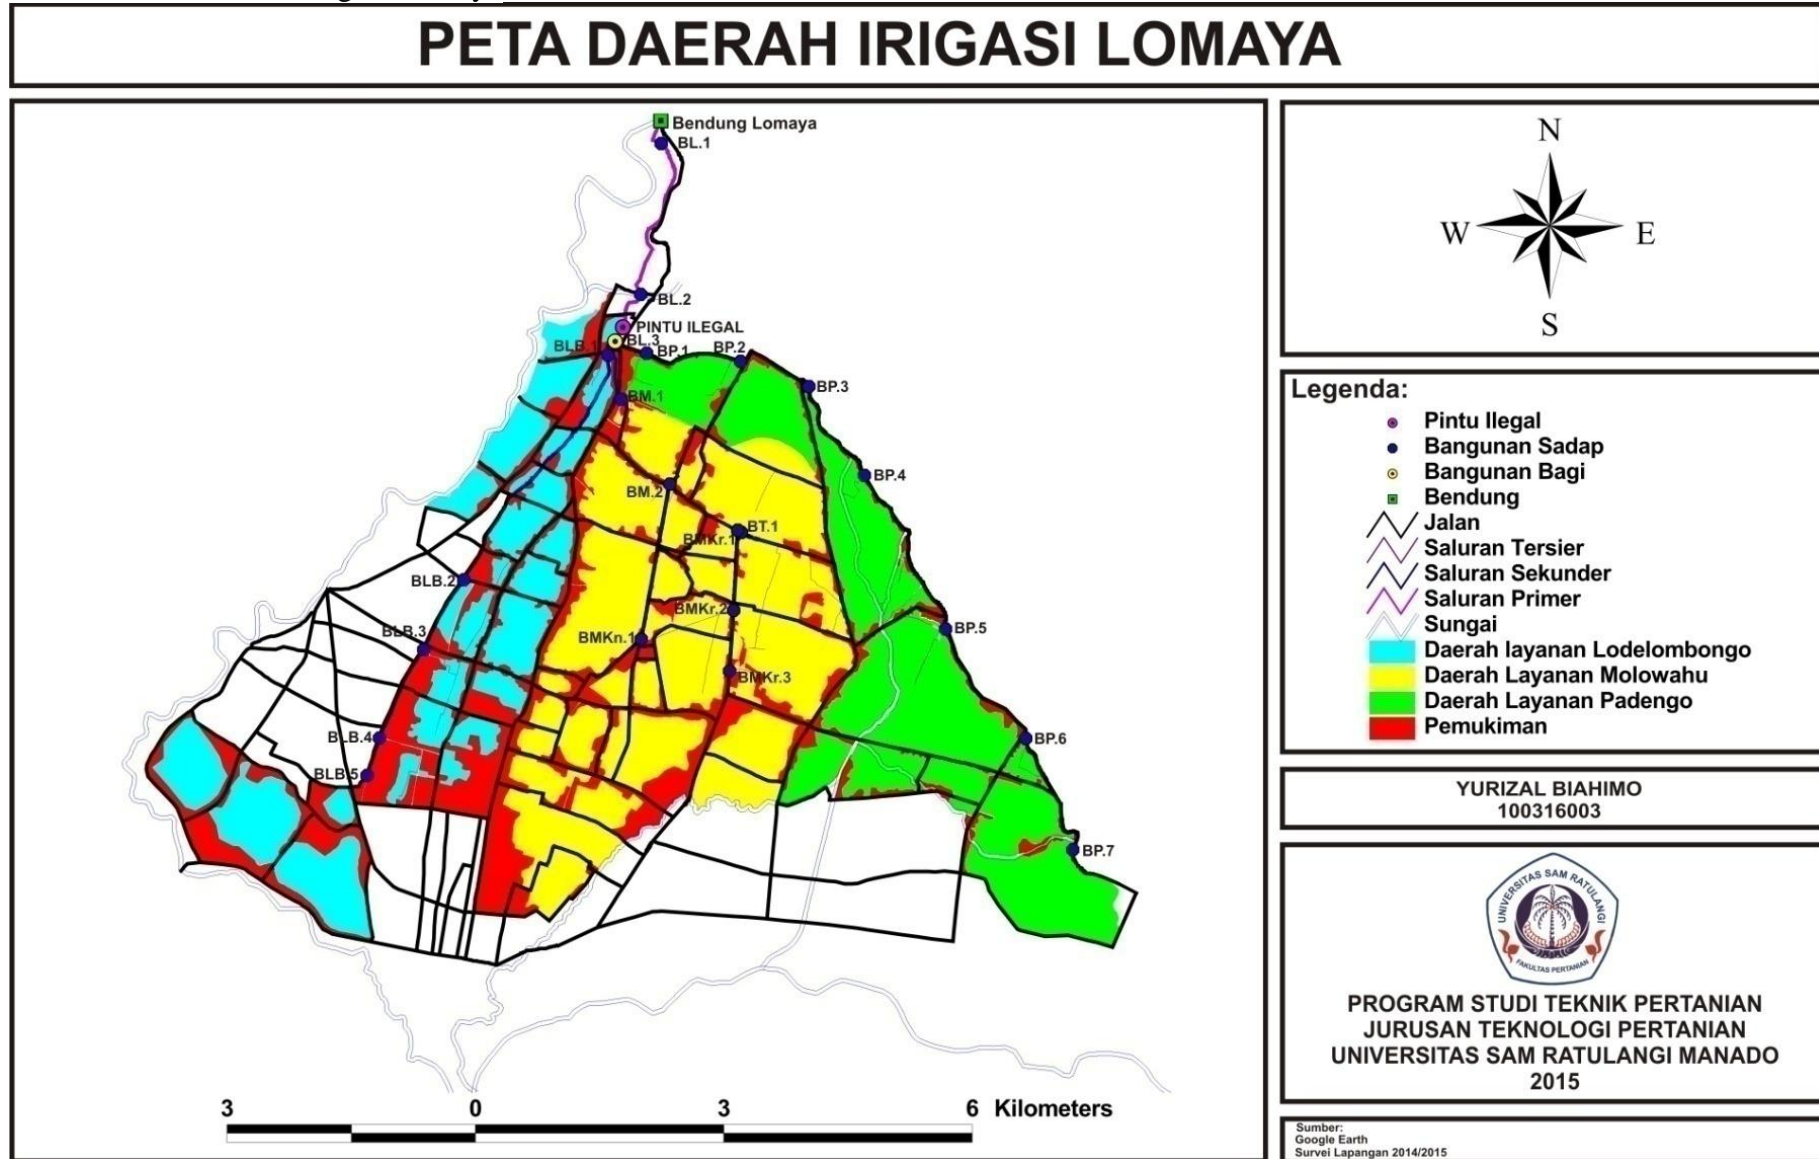 PETA DAERAH IRIGASI LOMAYA
Bendung Lomaya
BL.1
BL.2
PINTU ILEGAL
BL.3
BLB.1
BP.1
BP.2
BP.3
BM.1
BP.4
BM.2
BT.1
BMKr.1
BLB.2
BMKr.2
BP.5
BLB.3
BMKn.1
BMKr.3
BLB.4
BP.6
BLB.5
BP.7
3 0 3 6 Kilometers
N
W E
S
Legenda:
Pintu Ilegal
Bangunan Sadap
Bangunan Bagi
Bendung
Jalan
Saluran Tersier
Saluran Sekunder
Saluran Primer
Sungai
Daerah layanan Lodelombongo
Daerah Layanan Molowahu
Daerah Layanan Padengo
Pemukiman
YURIZAL BIAHIMO
100316003
UNIVERSITAS SAM RATULANGI
FAKULTAS PERTANIAN
PROGRAM STUDI TEKNIK PERTANIAN
JURUSAN TEKNOLOGI PERTANIAN
UNIVERSITAS SAM RATULANGI MANADO
2015
Sumber:
Google Earth
Survei Lapangan 2014/2015